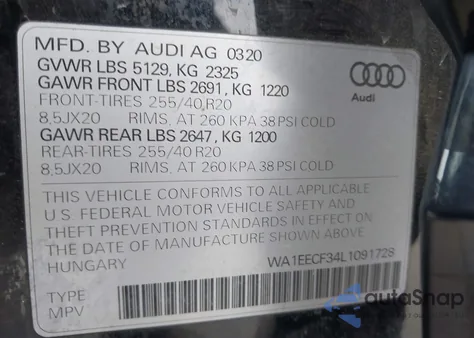 MFD. BY AUDI AG 03 20
GVWR LBS 5129, KG 2325
GAWR FRONT LBS 2691, KG 1220
FRONT-TIRES 255/40,R20
8,5JX20 RIMS, AT 260 KPA 38 PSI COLD
GAWR REAR LBS 2647, KG 1200
REAR-TIRES 255/40 R20
8,5JX20 RIMS, AT 260 KPA 38 PSI COLD
THIS VEHICLE CONFORMS TO ALL APPLICABLE
U.S. FEDERAL MOTOR VEHICLE SAFETY AND
THEFT PREVENTION STANDARDS IN EFFECT ON
THE DATE OF MANUFACTURE SHOWN ABOVE.
HUNGARY WA1EECF34L1091728
TYPE
MPV
Audi
autoSnap